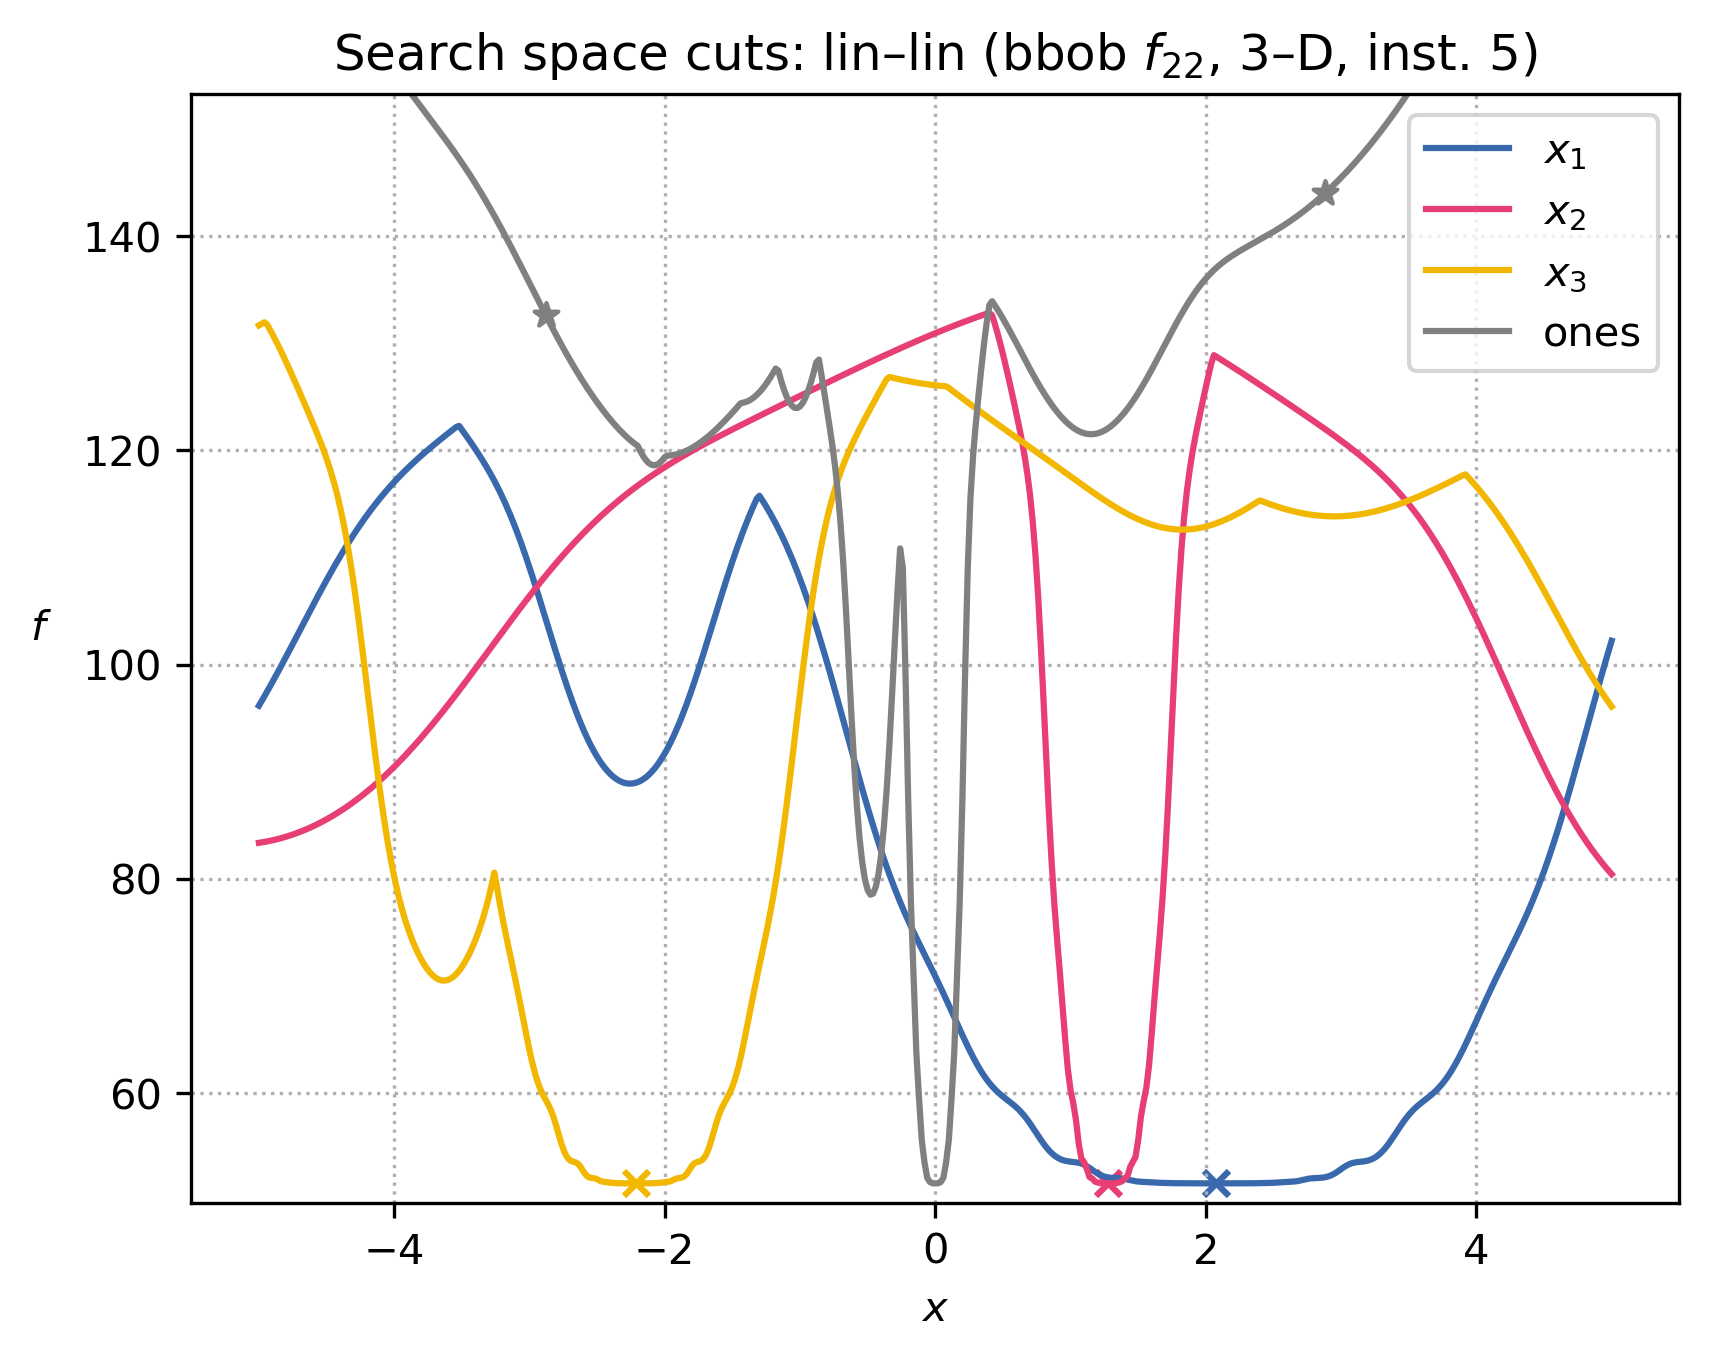 Search space cuts: lin–lin (bbob f₂₂, 3–D, inst. 5)
x₁
x₂
x₃
ones
f
140
120
100
80
60
−4 −2 0 2 4
x